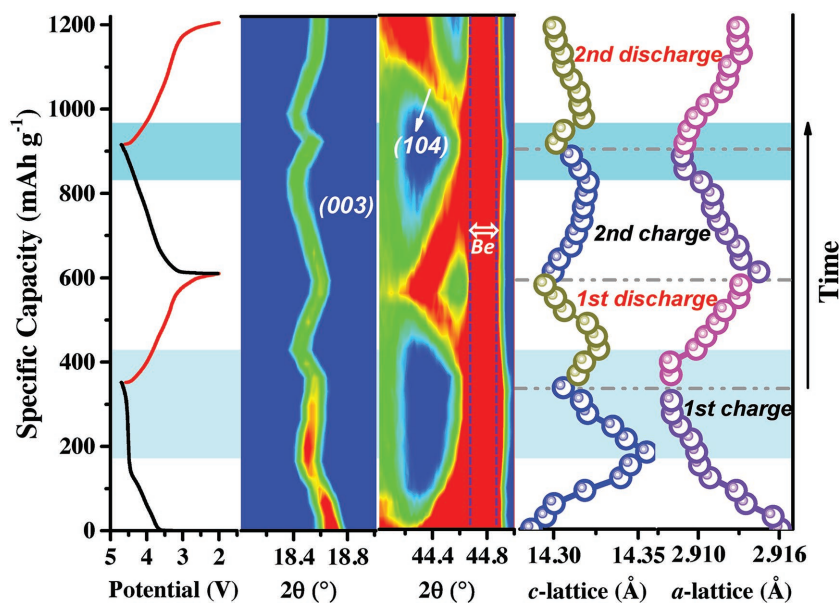 1200
1000
800
600
400
200
0
Specific Capacity (mAh g⁻¹)
5 4 3 2
Potential (V)
(003)
18.4 18.8
2θ (°)
(104)
Be
44.4 44.8
2θ (°)
2nd discharge
2nd charge
1st discharge
1st charge
14.30 14.35
c-lattice (Å)
2.910 2.916
a-lattice (Å)
Time